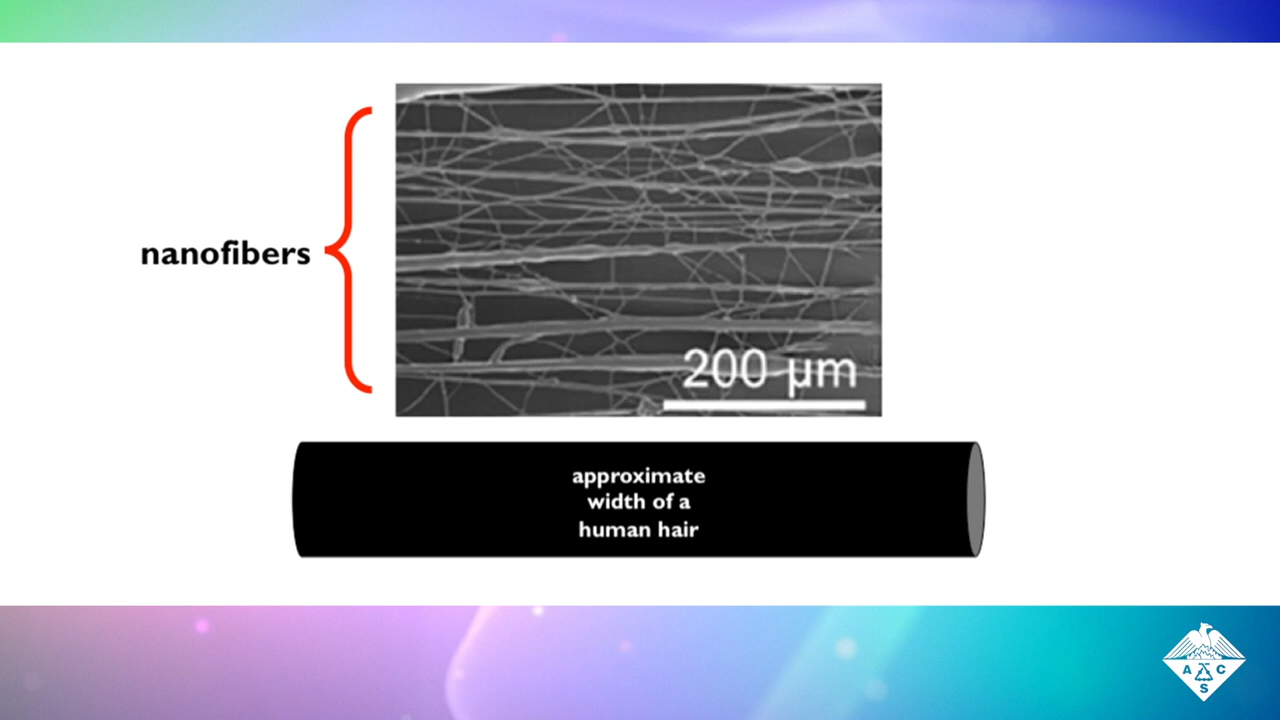 200 µm
nanofibers
approximate
width of a
human hair
A C
S